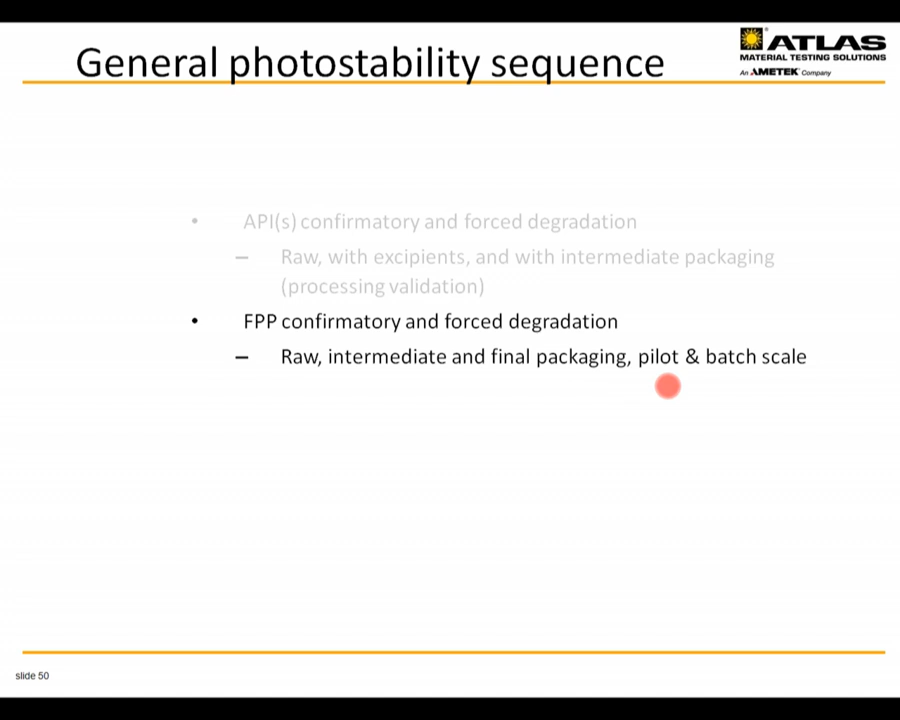 General photostability sequence
ATLAS
MATERIAL TESTING SOLUTIONS
An AMETEK Company
• API(s) confirmatory and forced degradation
– Raw, with excipients, and with intermediate packaging
(processing validation)
• FPP confirmatory and forced degradation
– Raw, intermediate and final packaging, pilot & batch scale
slide 50